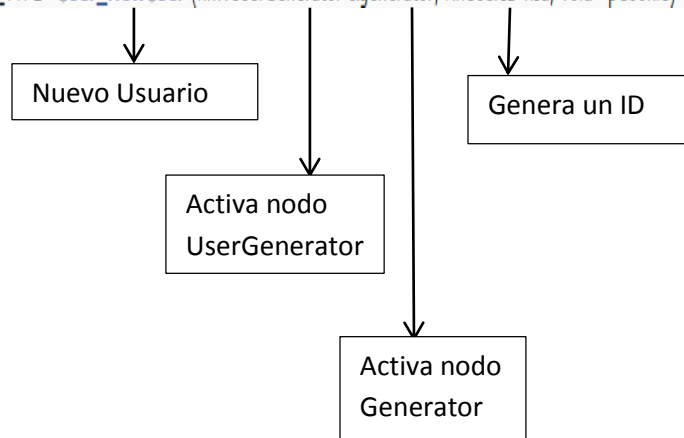 Nuevo Usuario
Genera un ID
Activa nodo
UserGenerator
Activa nodo
Generator